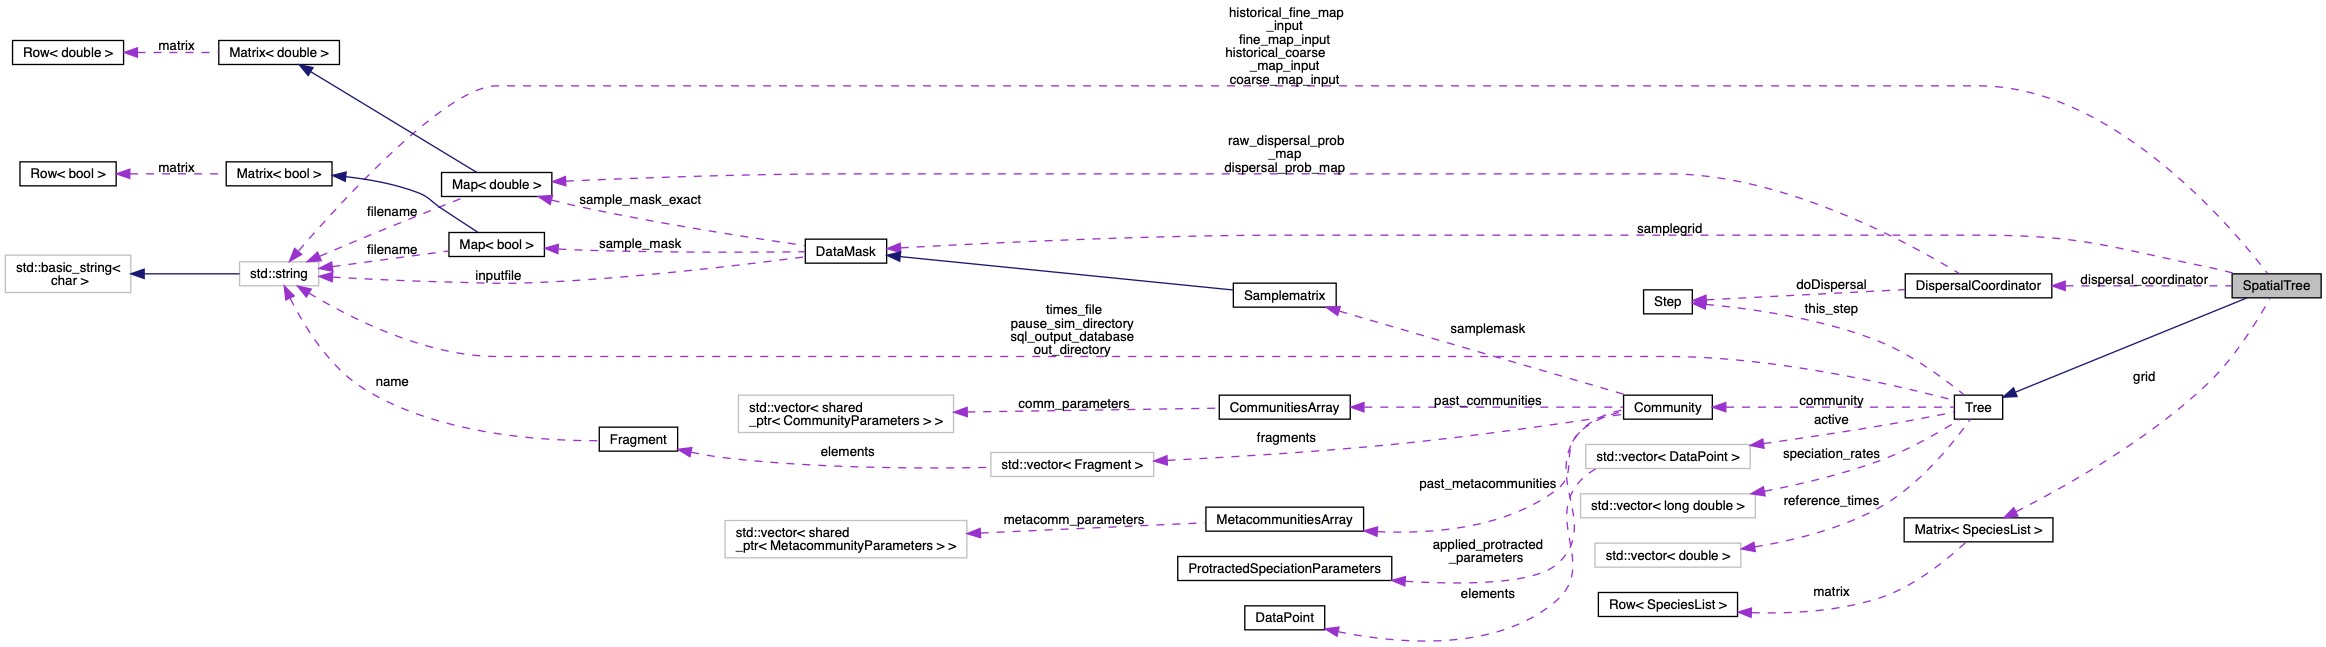 historical_fine_map
_input
fine_map_input
historical_coarse
_map_input
coarse_map_input
Row< double >
matrix
Matrix< double >
raw_dispersal_prob
_map
dispersal_prob_map
Row< bool >
matrix
Matrix< bool >
Map< double >
sample_mask_exact
filename
samplegrid
Map< bool >
sample_mask
filename
DataMask
std::basic_string<
char >
std::string
inputfile
Samplematrix
Step
doDispersal
this_step
DispersalCoordinator
dispersal_coordinator
SpatialTree
times_file
pause_sim_directory
sql_output_database
out_directory
samplemask
name
grid
std::vector< shared
_ptr< CommunityParameters > >
comm_parameters
CommunitiesArray
past_communities
Community
community
Tree
active
Fragment
elements
std::vector< Fragment >
fragments
std::vector< DataPoint >
speciation_rates
past_metacommunities
std::vector< long double >
reference_times
std::vector< shared
_ptr< MetacommunityParameters > >
metacomm_parameters
MetacommunitiesArray
Matrix< SpeciesList >
applied_protracted
_parameters
std::vector< double >
ProtractedSpeciationParameters
elements
matrix
Row< SpeciesList >
DataPoint